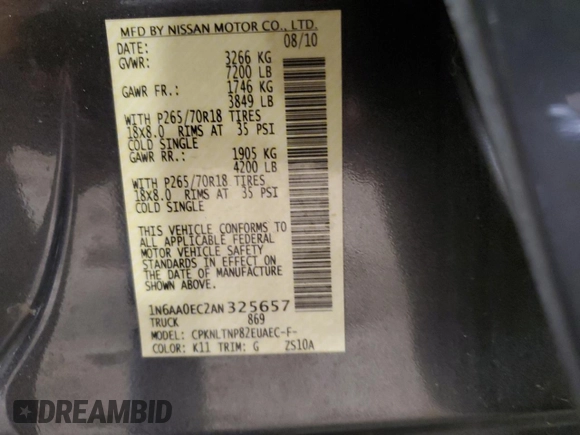 MFD BY NISSAN MOTOR CO., LTD.
DATE: 08/10
GVWR: 3266 KG
7200 LB
GAWR FR.: 1746 KG
3849 LB
WITH P265/70R18 TIRES
18X8.0 RIMS AT 35 PSI
COLD SINGLE
GAWR RR.: 1905 KG
4200 LB
WITH P265/70R18 TIRES
18X8.0 RIMS AT 35 PSI
COLD SINGLE
THIS VEHICLE CONFORMS TO
ALL APPLICABLE FEDERAL
MOTOR VEHICLE SAFETY
STANDARDS IN EFFECT ON
THE DATE OF MANUFACTURE
SHOWN ABOVE.
1N6AA0EC2AN325657
TRUCK 869
MODEL: CPKNLTNP82EUAEC-F-
COLOR: K11 TRIM: G ZS10A
DREAMBID